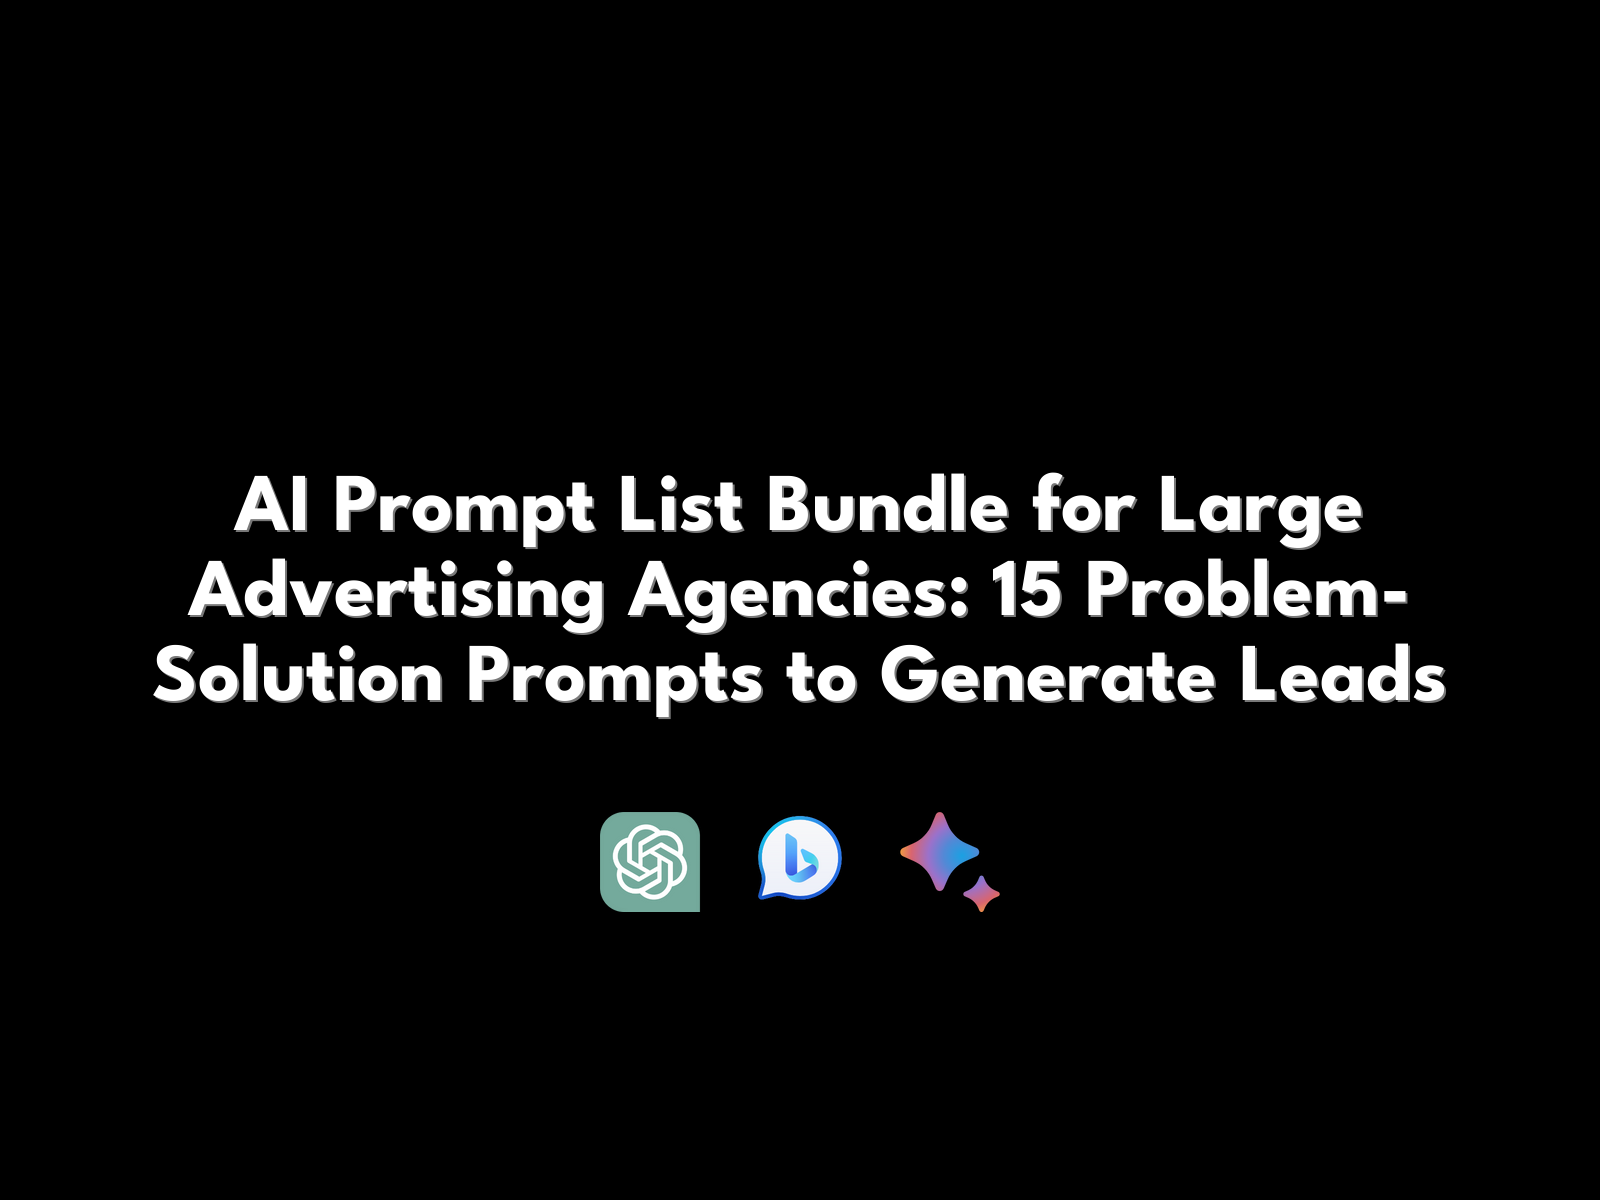 AI Prompt List Bundle for Large
Advertising Agencies: 15 Problem-
Solution Prompts to Generate Leads